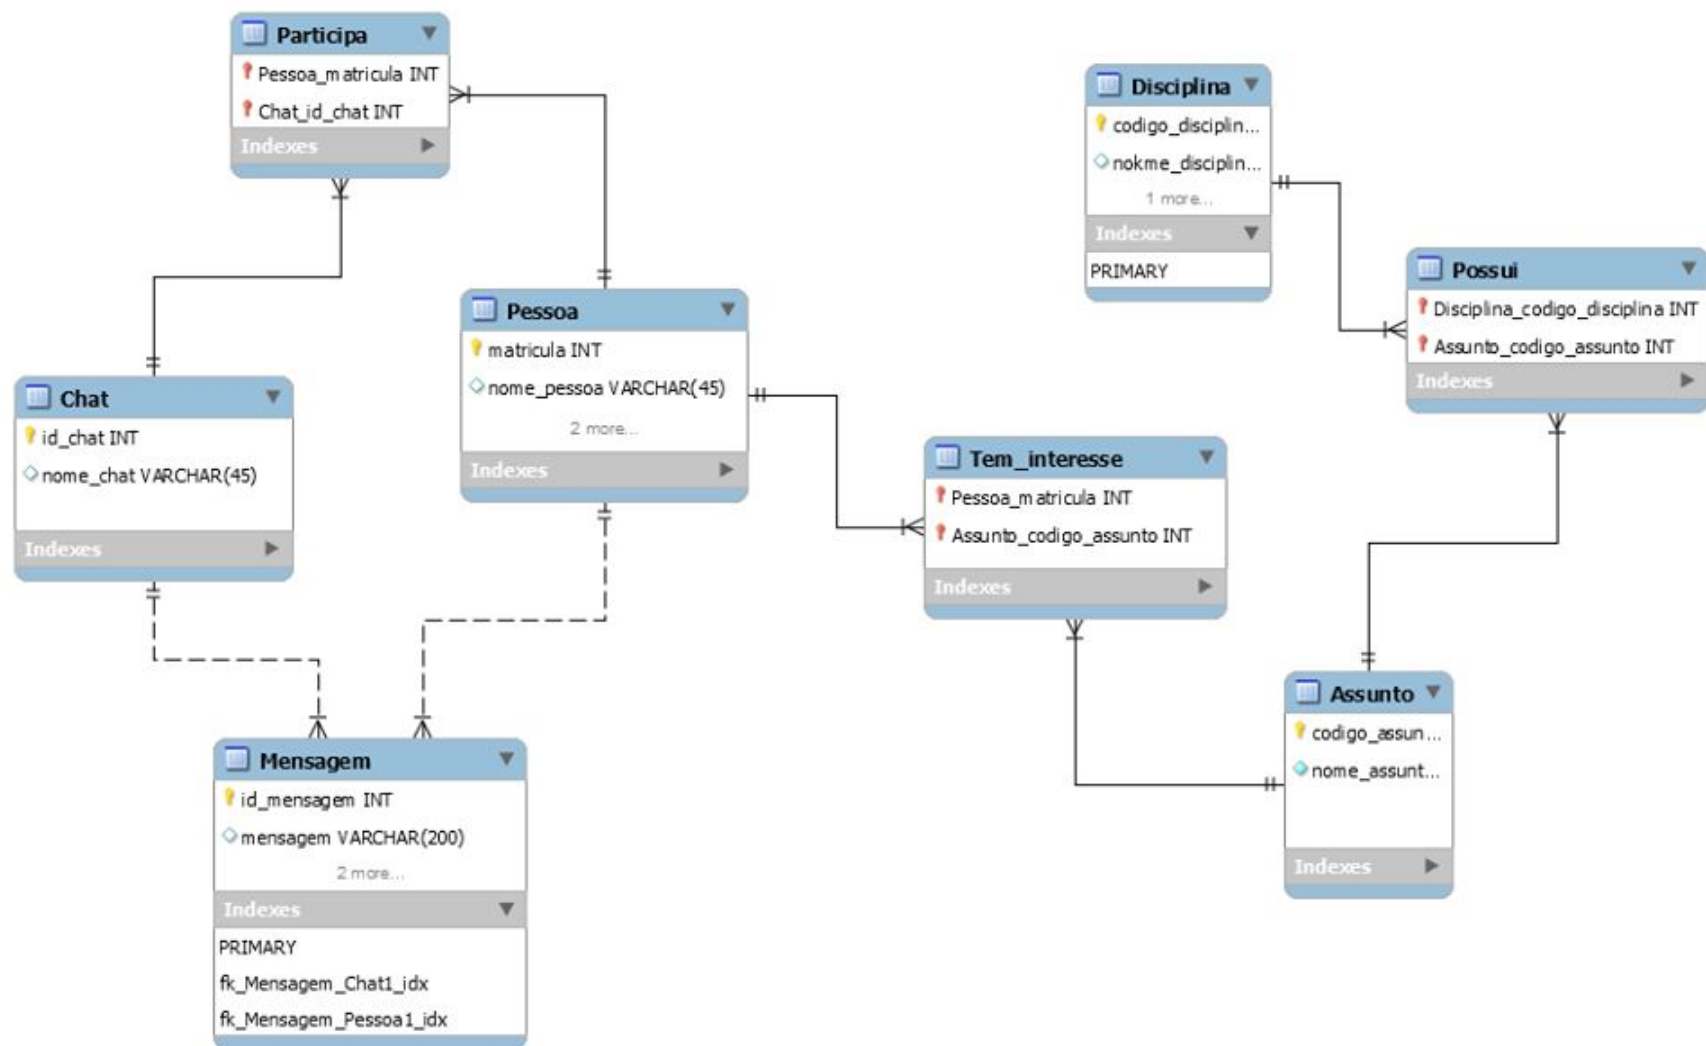 Participa
Pessoa_matricula INT
Chat_id_chat INT
Indexes
Disciplina
codigo_disciplin...
nokme_disciplin...
1 more...
Indexes
PRIMARY
Possui
Disciplina_codigo_disciplina INT
Assunto_codigo_assunto INT
Indexes
Pessoa
matricula INT
nome_pessoa VARCHAR(45)
2 more...
Indexes
Chat
id_chat INT
nome_chat VARCHAR(45)
Indexes
Tem_interesse
Pessoa_matricula INT
Assunto_codigo_assunto INT
Indexes
Assunto
codigo_assun...
nome_assunt...
Indexes
Mensagem
id_mensagem INT
mensagem VARCHAR(200)
2 more...
Indexes
PRIMARY
fk_Mensagem_Chat1_idx
fk_Mensagem_Pessoa1_idx